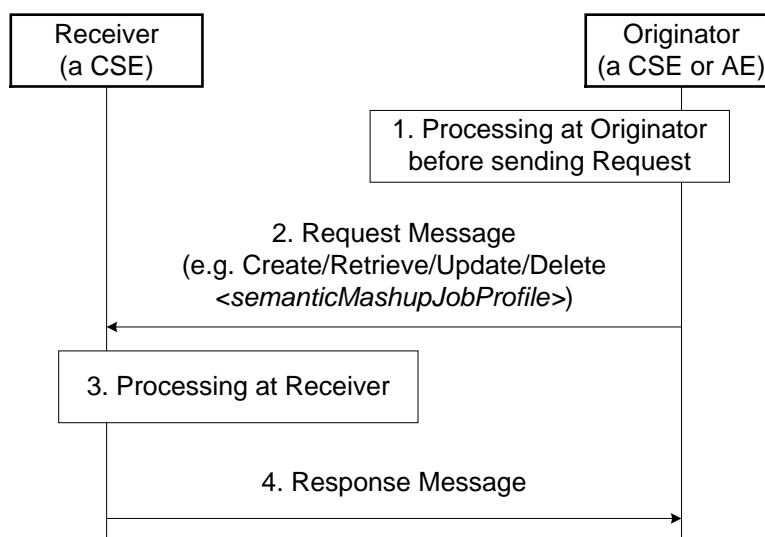 Receiver
(a CSE)
Originator
(a CSE or AE)
1. Processing at Originator
before sending Request
2. Request Message
(e.g. Create/Retrieve/Update/Delete
<semanticMashupJobProfile>)
3. Processing at Receiver
4. Response Message